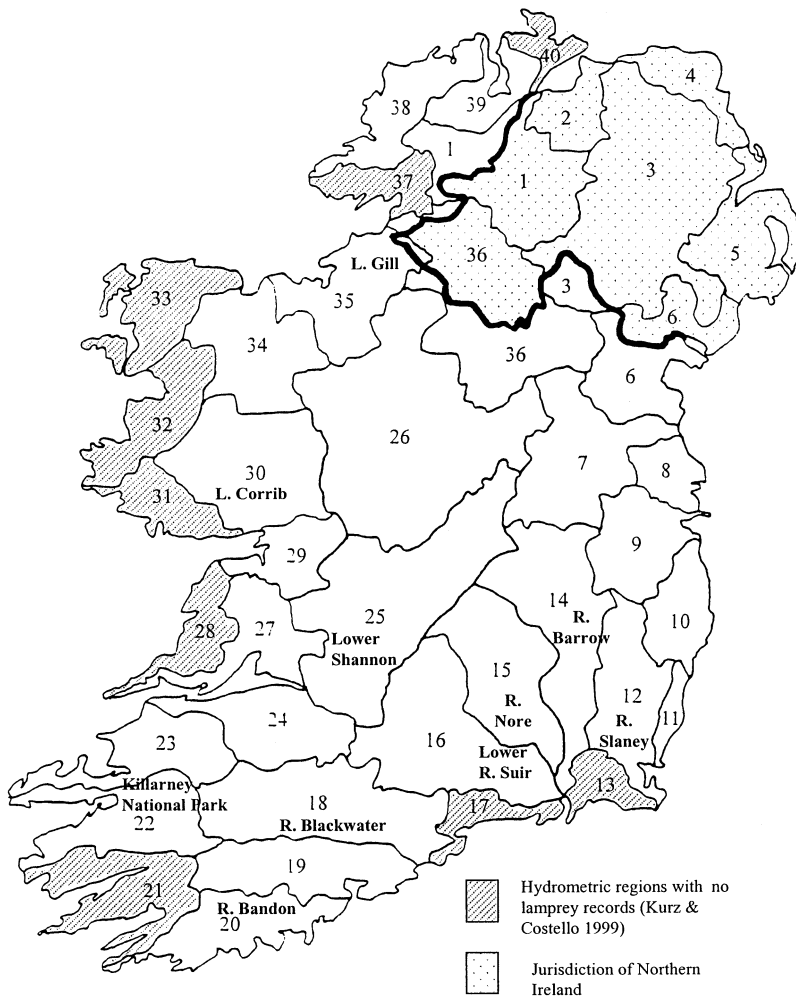 40
4
38
39
2
1
3
37
1
36
5
L. Gill
33
3
35
6
34
36
6
32
26
7
8
30
L. Corrib
31
9
29
14
25
10
28
27
R.
Barrow
Lower
Shannon
15
12
R.
Nore
R.
Slaney
11
24
23
16
Lower
R. Suir
13
Killarney
National Park
18
17
22
R. Blackwater
19
21
R. Bandon
20
Hydrometric regions with no
lamprey records (Kurz &
Costello 1999)
Jurisdiction of Northern
Ireland